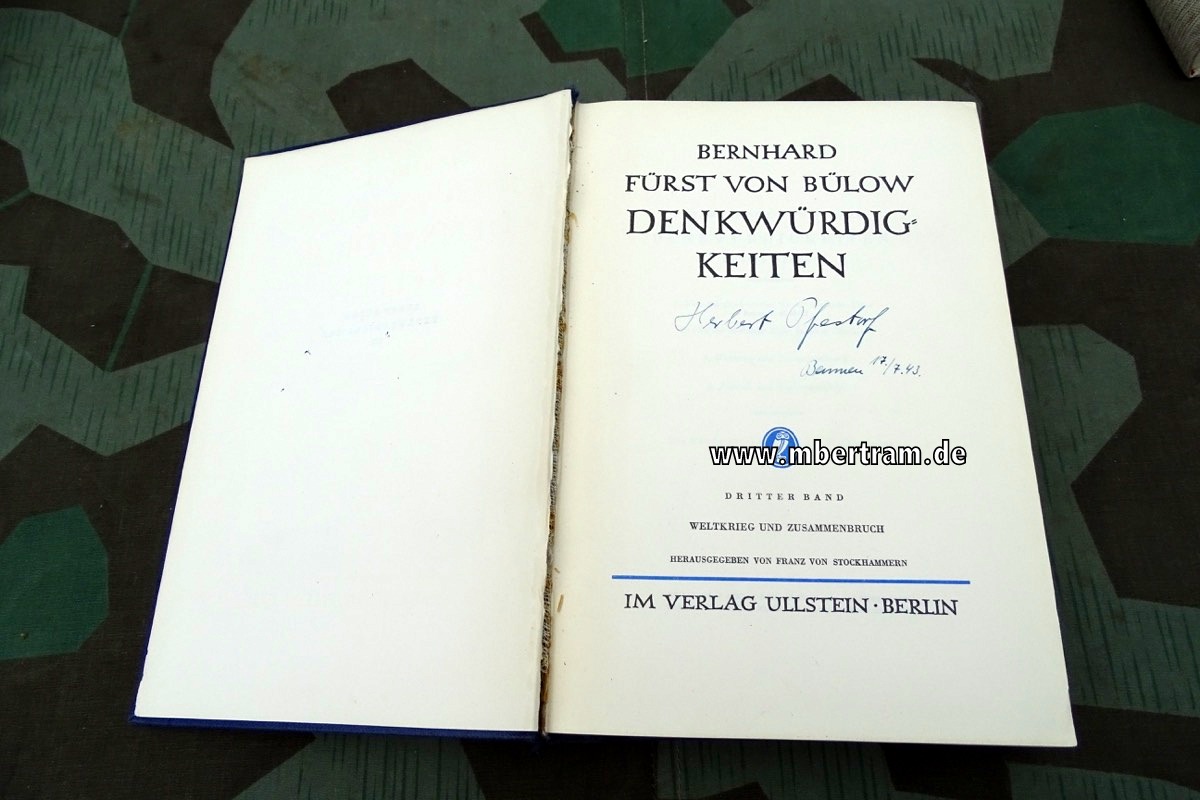 BERNHARD
FÜRST VON BÜLOW
DENKWÜRDIG=
KEITEN
Herbert
17./7.43.
www.mbertram.de
DRITTER BAND
WELTKRIEG UND ZUSAMMENBRUCH
HERAUSGEGEBEN VON FRANZ VON STOCKHAMMERN
IM VERLAG ULLSTEIN · BERLIN